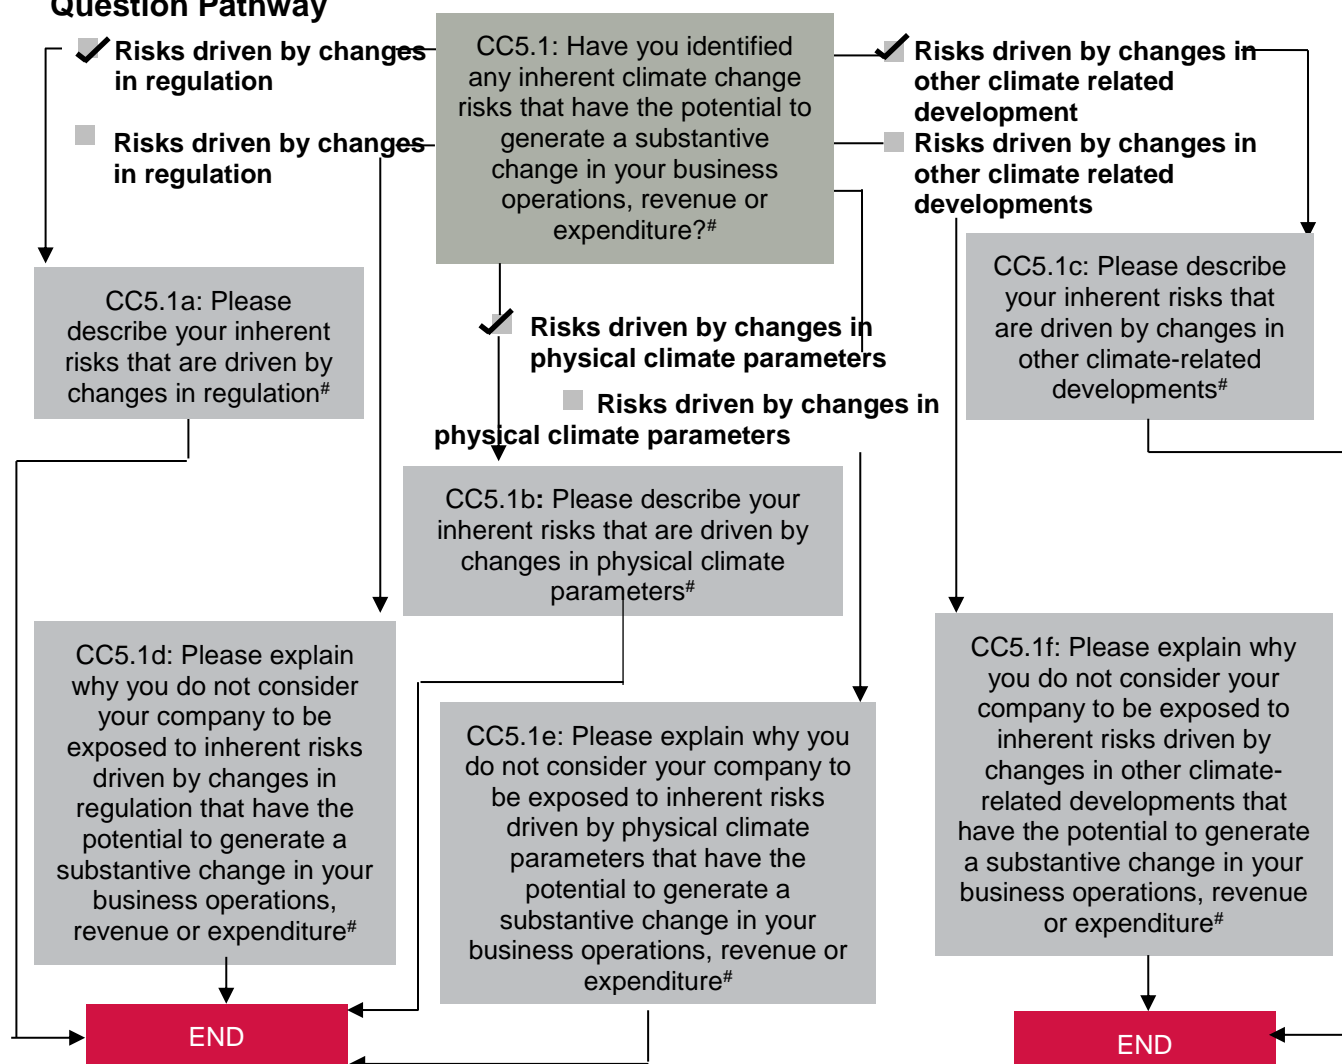 Question Pathway
Risks driven by changes
in regulation
Risks driven by changes
in regulation
CC5.1: Have you identified
any inherent climate change
risks that have the potential to
generate a substantive
change in your business
operations, revenue or
expenditure?#
Risks driven by changes in
other climate related
development
Risks driven by changes in
other climate related
developments
CC5.1a: Please
describe your inherent
risks that are driven by
changes in regulation#
Risks driven by changes in
physical climate parameters
Risks driven by changes in
physical climate parameters
CC5.1c: Please describe
your inherent risks that
are driven by changes in
other climate-related
developments#
CC5.1b: Please describe your
inherent risks that are driven by
changes in physical climate
parameters#
CC5.1d: Please explain
why you do not consider
your company to be
exposed to inherent risks
driven by changes in
regulation that have the
potential to generate a
substantive change in your
business operations,
revenue or expenditure#
CC5.1e: Please explain why you
do not consider your company to
be exposed to inherent risks
driven by physical climate
parameters that have the
potential to generate a
substantive change in your
business operations, revenue or
expenditure#
CC5.1f: Please explain why
you do not consider your
company to be exposed to
inherent risks driven by
changes in other climate-
related developments that
have the potential to generate
a substantive change in your
business operations, revenue
or expenditure#
END
END